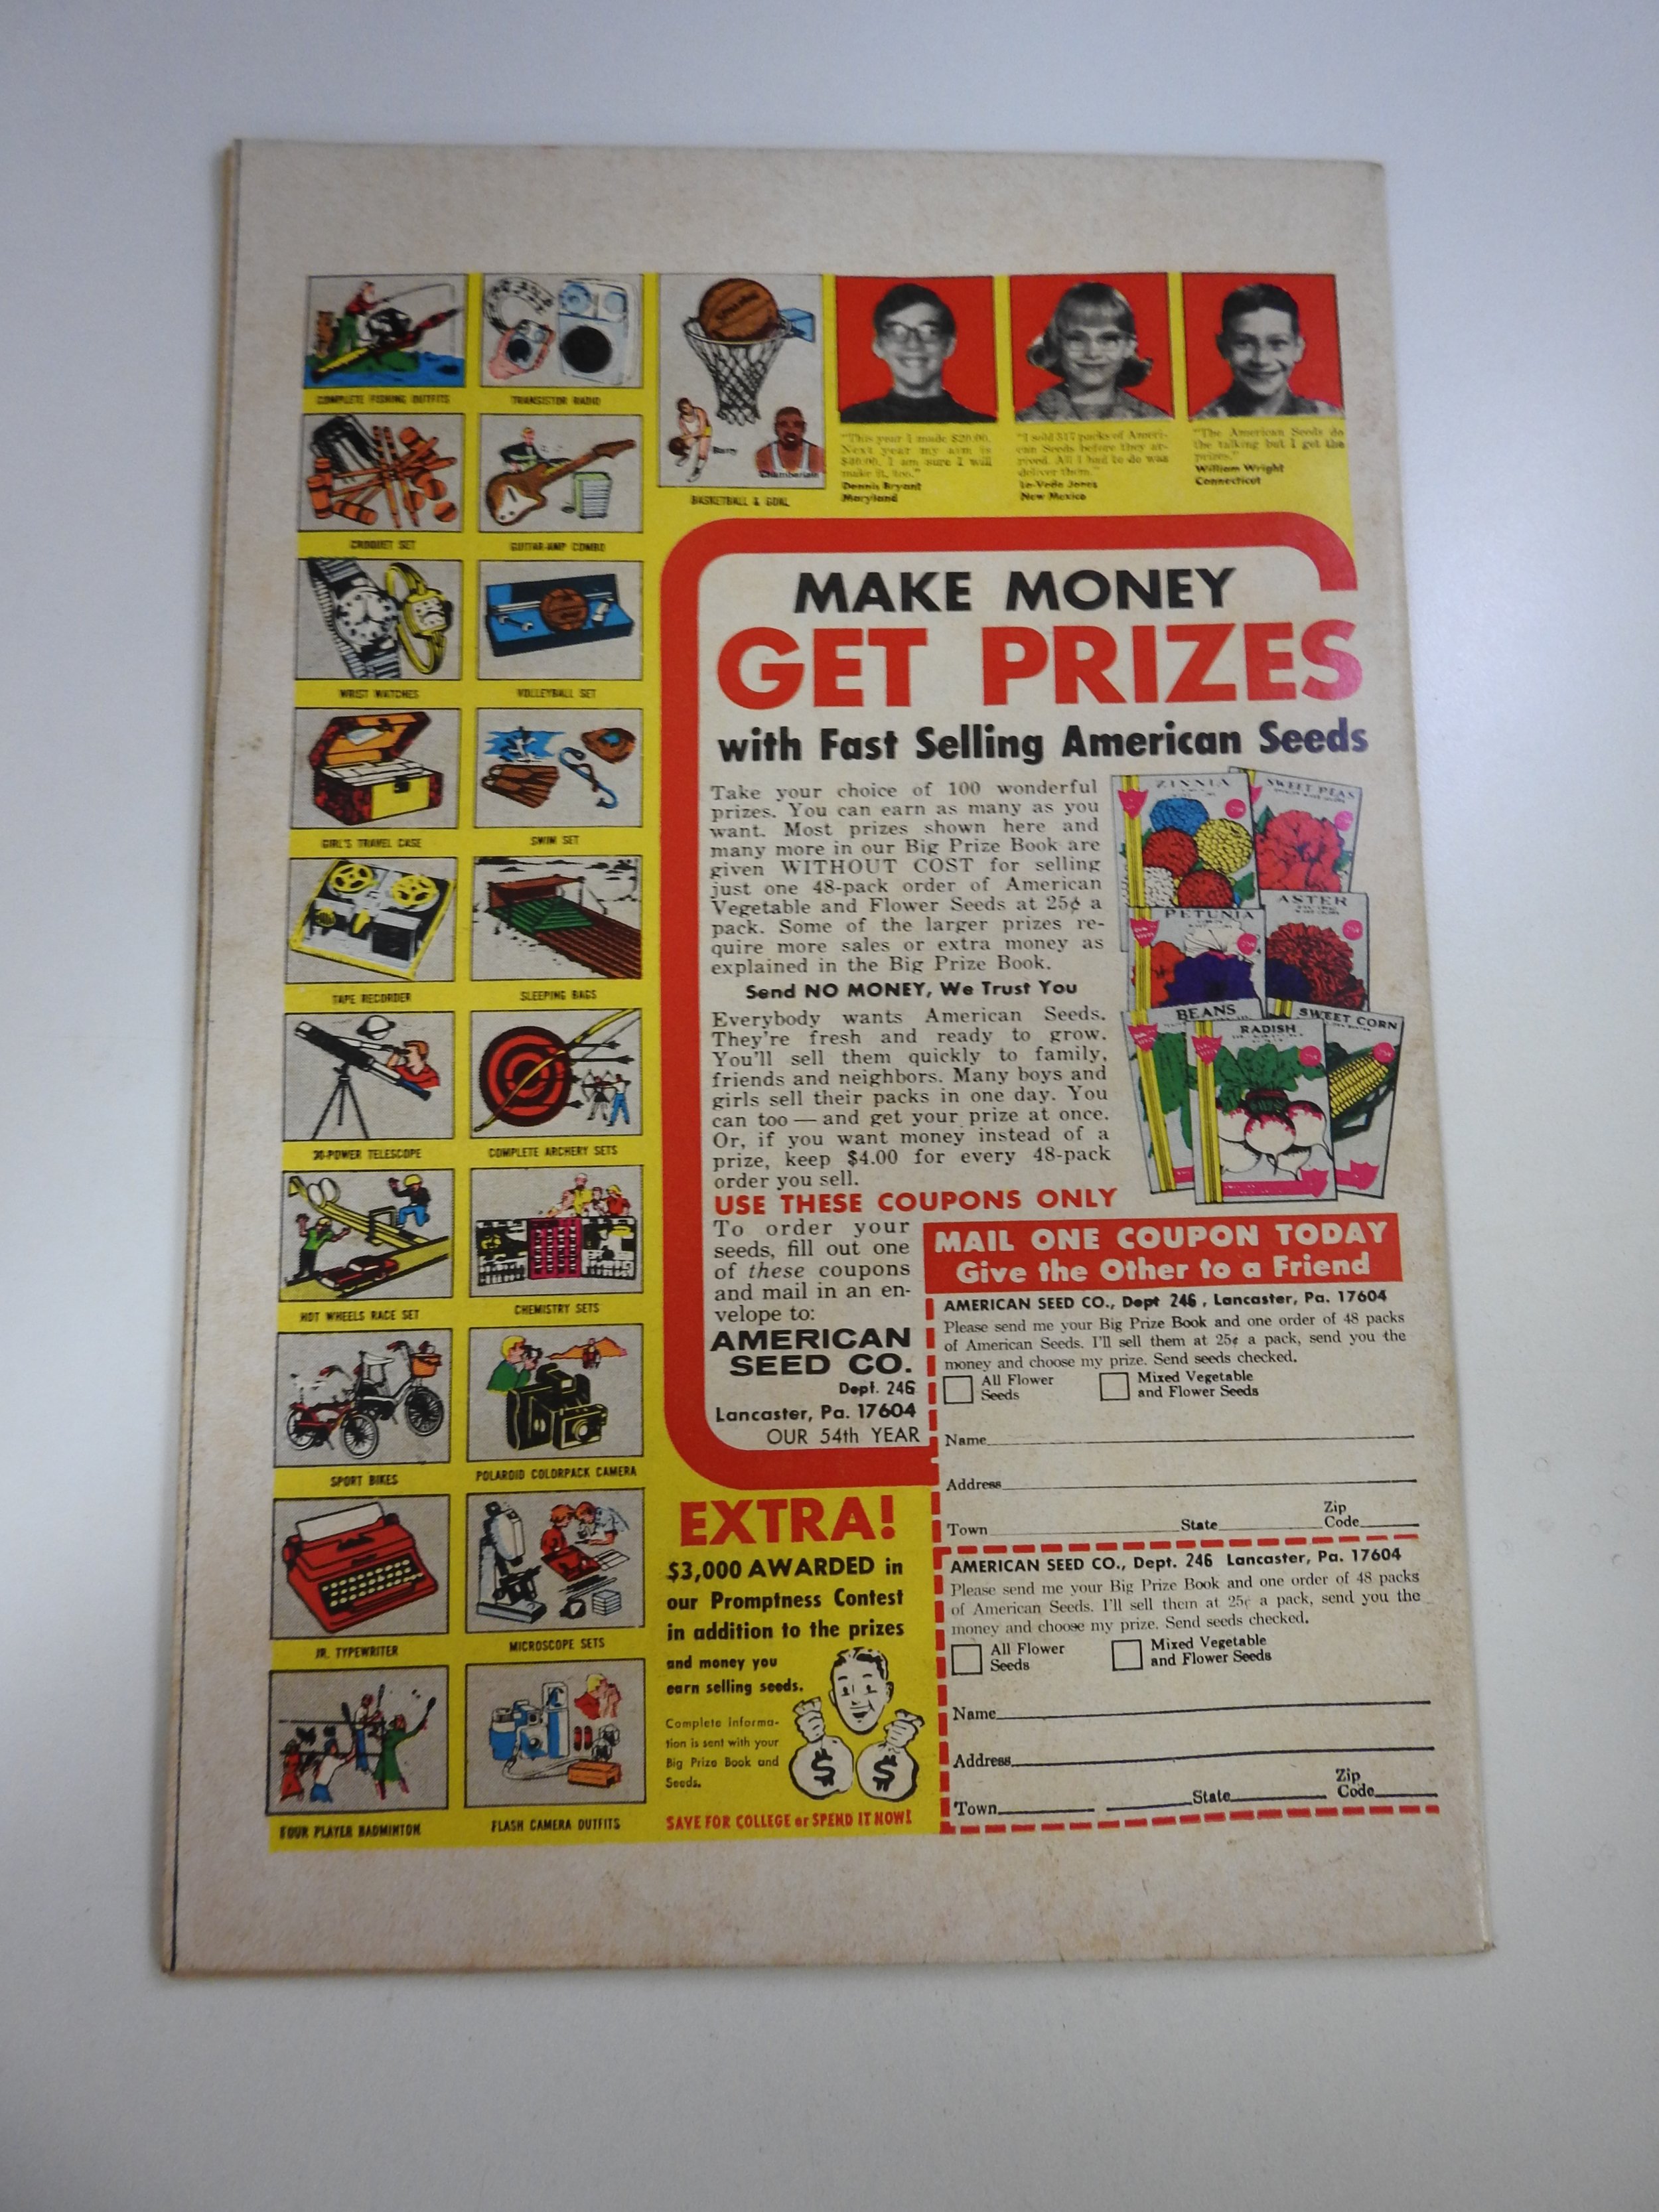 COMPLETE FISHING OUTFITS
TRANSISTOR RADIO
CROQUET SET
GUITAR-AMP COMBO
WRIST WATCHES
VOLLEYBALL SET
GIRL'S TRAVEL CASE
SWIM SET
TAPE RECORDER
SLEEPING BAGS
30-POWER TELESCOPE
COMPLETE ARCHERY SETS
HOT WHEELS RACE SET
CHEMISTRY SETS
SPORT BIKES
POLAROID COLORPACK CAMERA
JR. TYPEWRITER
MICROSCOPE SETS
FOUR PLAYER BADMINTON
FLASH CAMERA OUTFITS
Barry
Chamberlain
BASKETBALL & GOAL
"This year I made $20.00.
Next year my aim is
$40.00. I am sure I will
make it, too."
Dennis Bryant
Maryland
"I sold 317 packs of Ameri-
can Seeds before they ar-
rived. All I had to do was
deliver them."
La-Veda Jones
New Mexico
"The American Seeds do
the talking but I get the
prizes."
William Wright
Connecticut
MAKE MONEY
GET PRIZES
with Fast Selling American Seeds
Take your choice of 100 wonderful
prizes. You can earn as many as you
want. Most prizes shown here and
many more in our Big Prize Book are
given WITHOUT COST for selling
just one 48-pack order of American
Vegetable and Flower Seeds at 25¢ a
pack. Some of the larger prizes re-
quire more sales or extra money as
explained in the Big Prize Book.
Send NO MONEY, We Trust You
Everybody wants American Seeds.
They're fresh and ready to grow.
You'll sell them quickly to family,
friends and neighbors. Many boys and
girls sell their packs in one day. You
can too — and get your prize at once.
Or, if you want money instead of a
prize, keep $4.00 for every 48-pack
order you sell.
ZINNIA
SWEET PEAS
PETUNIA
ASTER
BEANS
RADISH
SWEET CORN
USE THESE COUPONS ONLY
To order your
seeds, fill out one
of these coupons
and mail in an en-
velope to:
AMERICAN
SEED CO.
Dept. 246
Lancaster, Pa. 17604
OUR 54th YEAR
MAIL ONE COUPON TODAY
Give the Other to a Friend
AMERICAN SEED CO., Dept 246, Lancaster, Pa. 17604
Please send me your Big Prize Book and one order of 48 packs
of American Seeds. I'll sell them at 25¢ a pack, send you the
money and choose my prize. Send seeds checked.
All Flower Seeds
Mixed Vegetable and Flower Seeds
Name
Address
Town State Zip Code
EXTRA!
$3,000 AWARDED in
our Promptness Contest
in addition to the prizes
and money you
earn selling seeds.
Complete informa-
tion is sent with your
Big Prize Book and
Seeds.
$ $
SAVE FOR COLLEGE or SPEND IT NOW!
AMERICAN SEED CO., Dept. 246 Lancaster, Pa. 17604
Please send me your Big Prize Book and one order of 48 packs
of American Seeds. I'll sell them at 25¢ a pack, send you the
money and choose my prize. Send seeds checked.
All Flower Seeds
Mixed Vegetable and Flower Seeds
Name
Address
Town State Zip Code